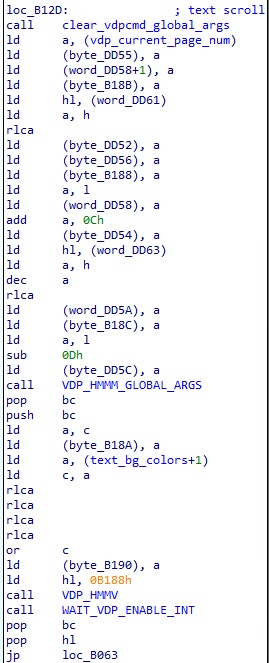 loc_B12D: ; text scroll
call clear_vdpcmd_global_args
ld a, (vdp_current_page_num)
ld (byte_DD55), a
ld (word_DD58+1), a
ld (byte_B18B), a
ld hl, (word_DD61)
ld a, h
rlca
ld (byte_DD52), a
ld (byte_DD56), a
ld (byte_B188), a
ld a, l
ld (word_DD58), a
add a, 0Ch
ld (byte_DD54), a
ld hl, (word_DD63)
ld a, h
dec a
rlca
ld (word_DD5A), a
ld (byte_B18C), a
ld a, l
sub 0Dh
ld (byte_DD5C), a
call VDP_HMMM_GLOBAL_ARGS
pop bc
push bc
ld a, c
ld (byte_B18A), a
ld a, (text_bg_colors+1)
ld c, a
rlca
rlca
rlca
rlca
or c
ld (byte_B190), a
ld hl, 0B188h
call VDP_HMMV
call WAIT_VDP_ENABLE_INT
pop bc
pop hl
jp loc_B063